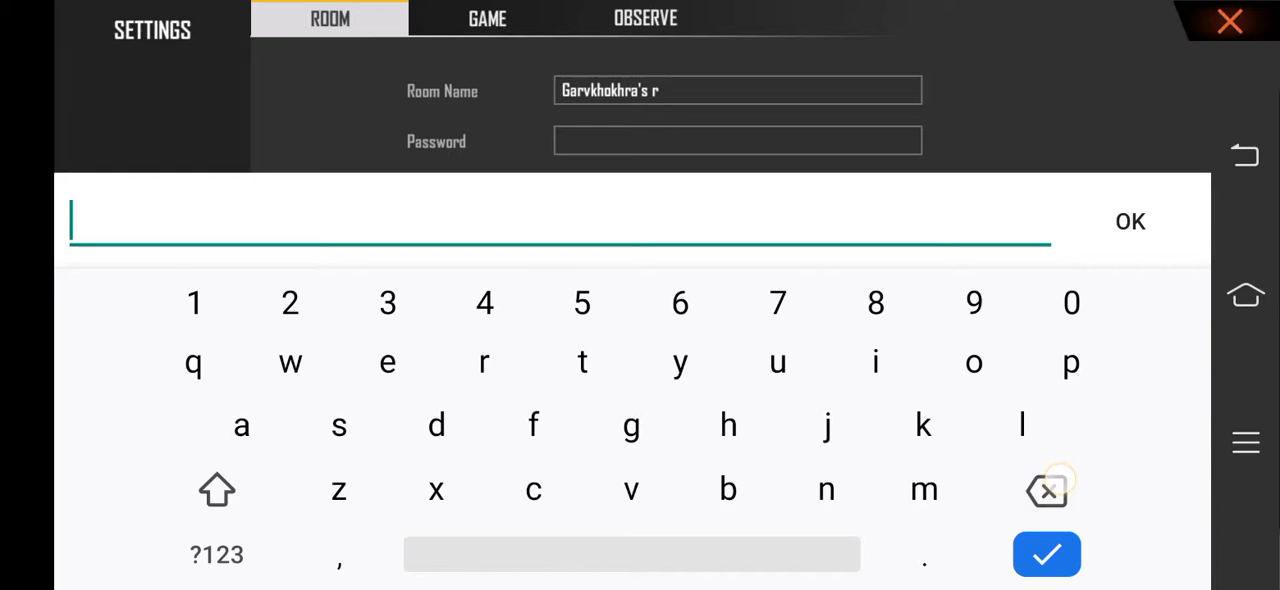 SETTINGS
ROOM GAME OBSERVE
Room Name Garvkhokhra's r
Password
OK
1 2 3 4 5 6 7 8 9 0
q w e r t y u i o p
a s d f g h j k l
z x c v b n m
?123 , .